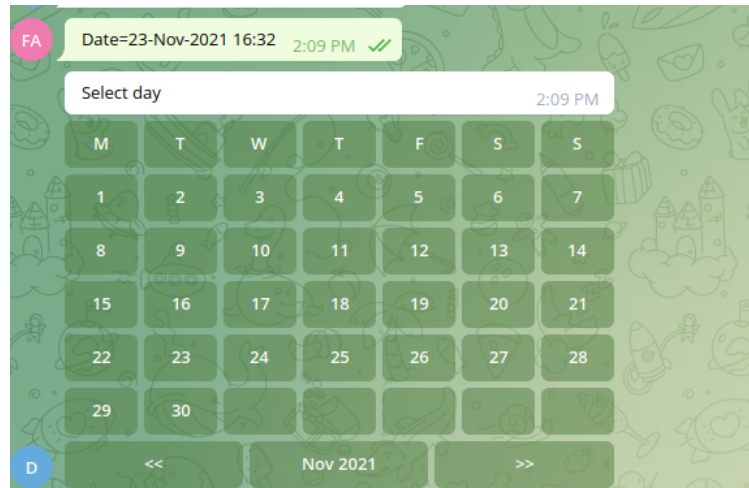 FA
Date=23-Nov-2021 16:32 2:09 PM
Select day 2:09 PM
M T W T F S S
1 2 3 4 5 6 7
8 9 10 11 12 13 14
15 16 17 18 19 20 21
22 23 24 25 26 27 28
29 30
<< Nov 2021 >>
D